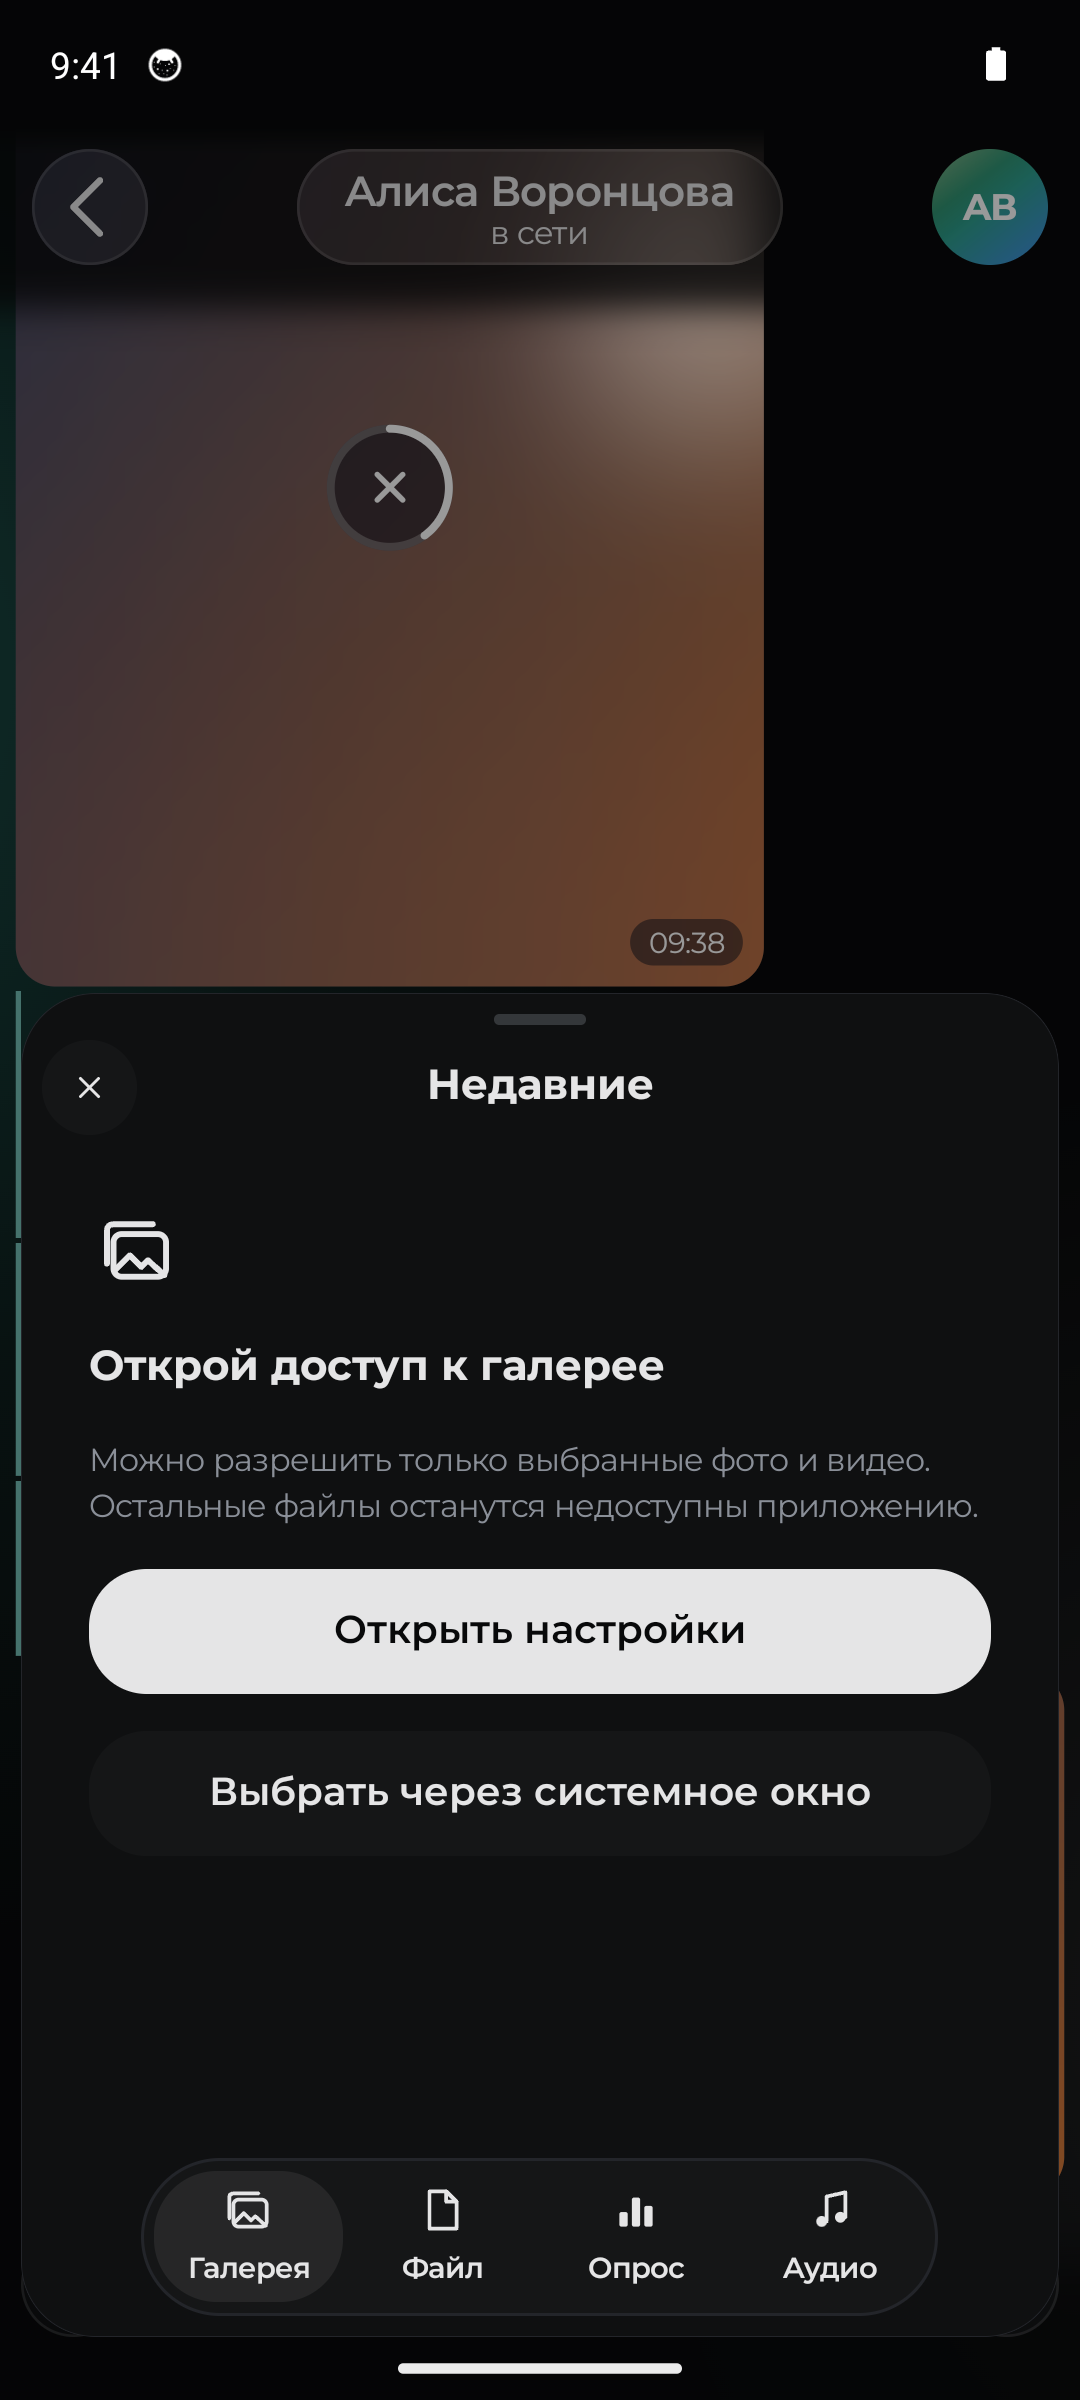 9:41
Алиса Воронцова
в сети
АВ
09:38
Недавние
Открой доступ к галерее
Можно разрешить только выбранные фото и видео.
Остальные файлы останутся недоступны приложению.
Открыть настройки
Выбрать через системное окно
Галерея
Файл
Опрос
Аудио